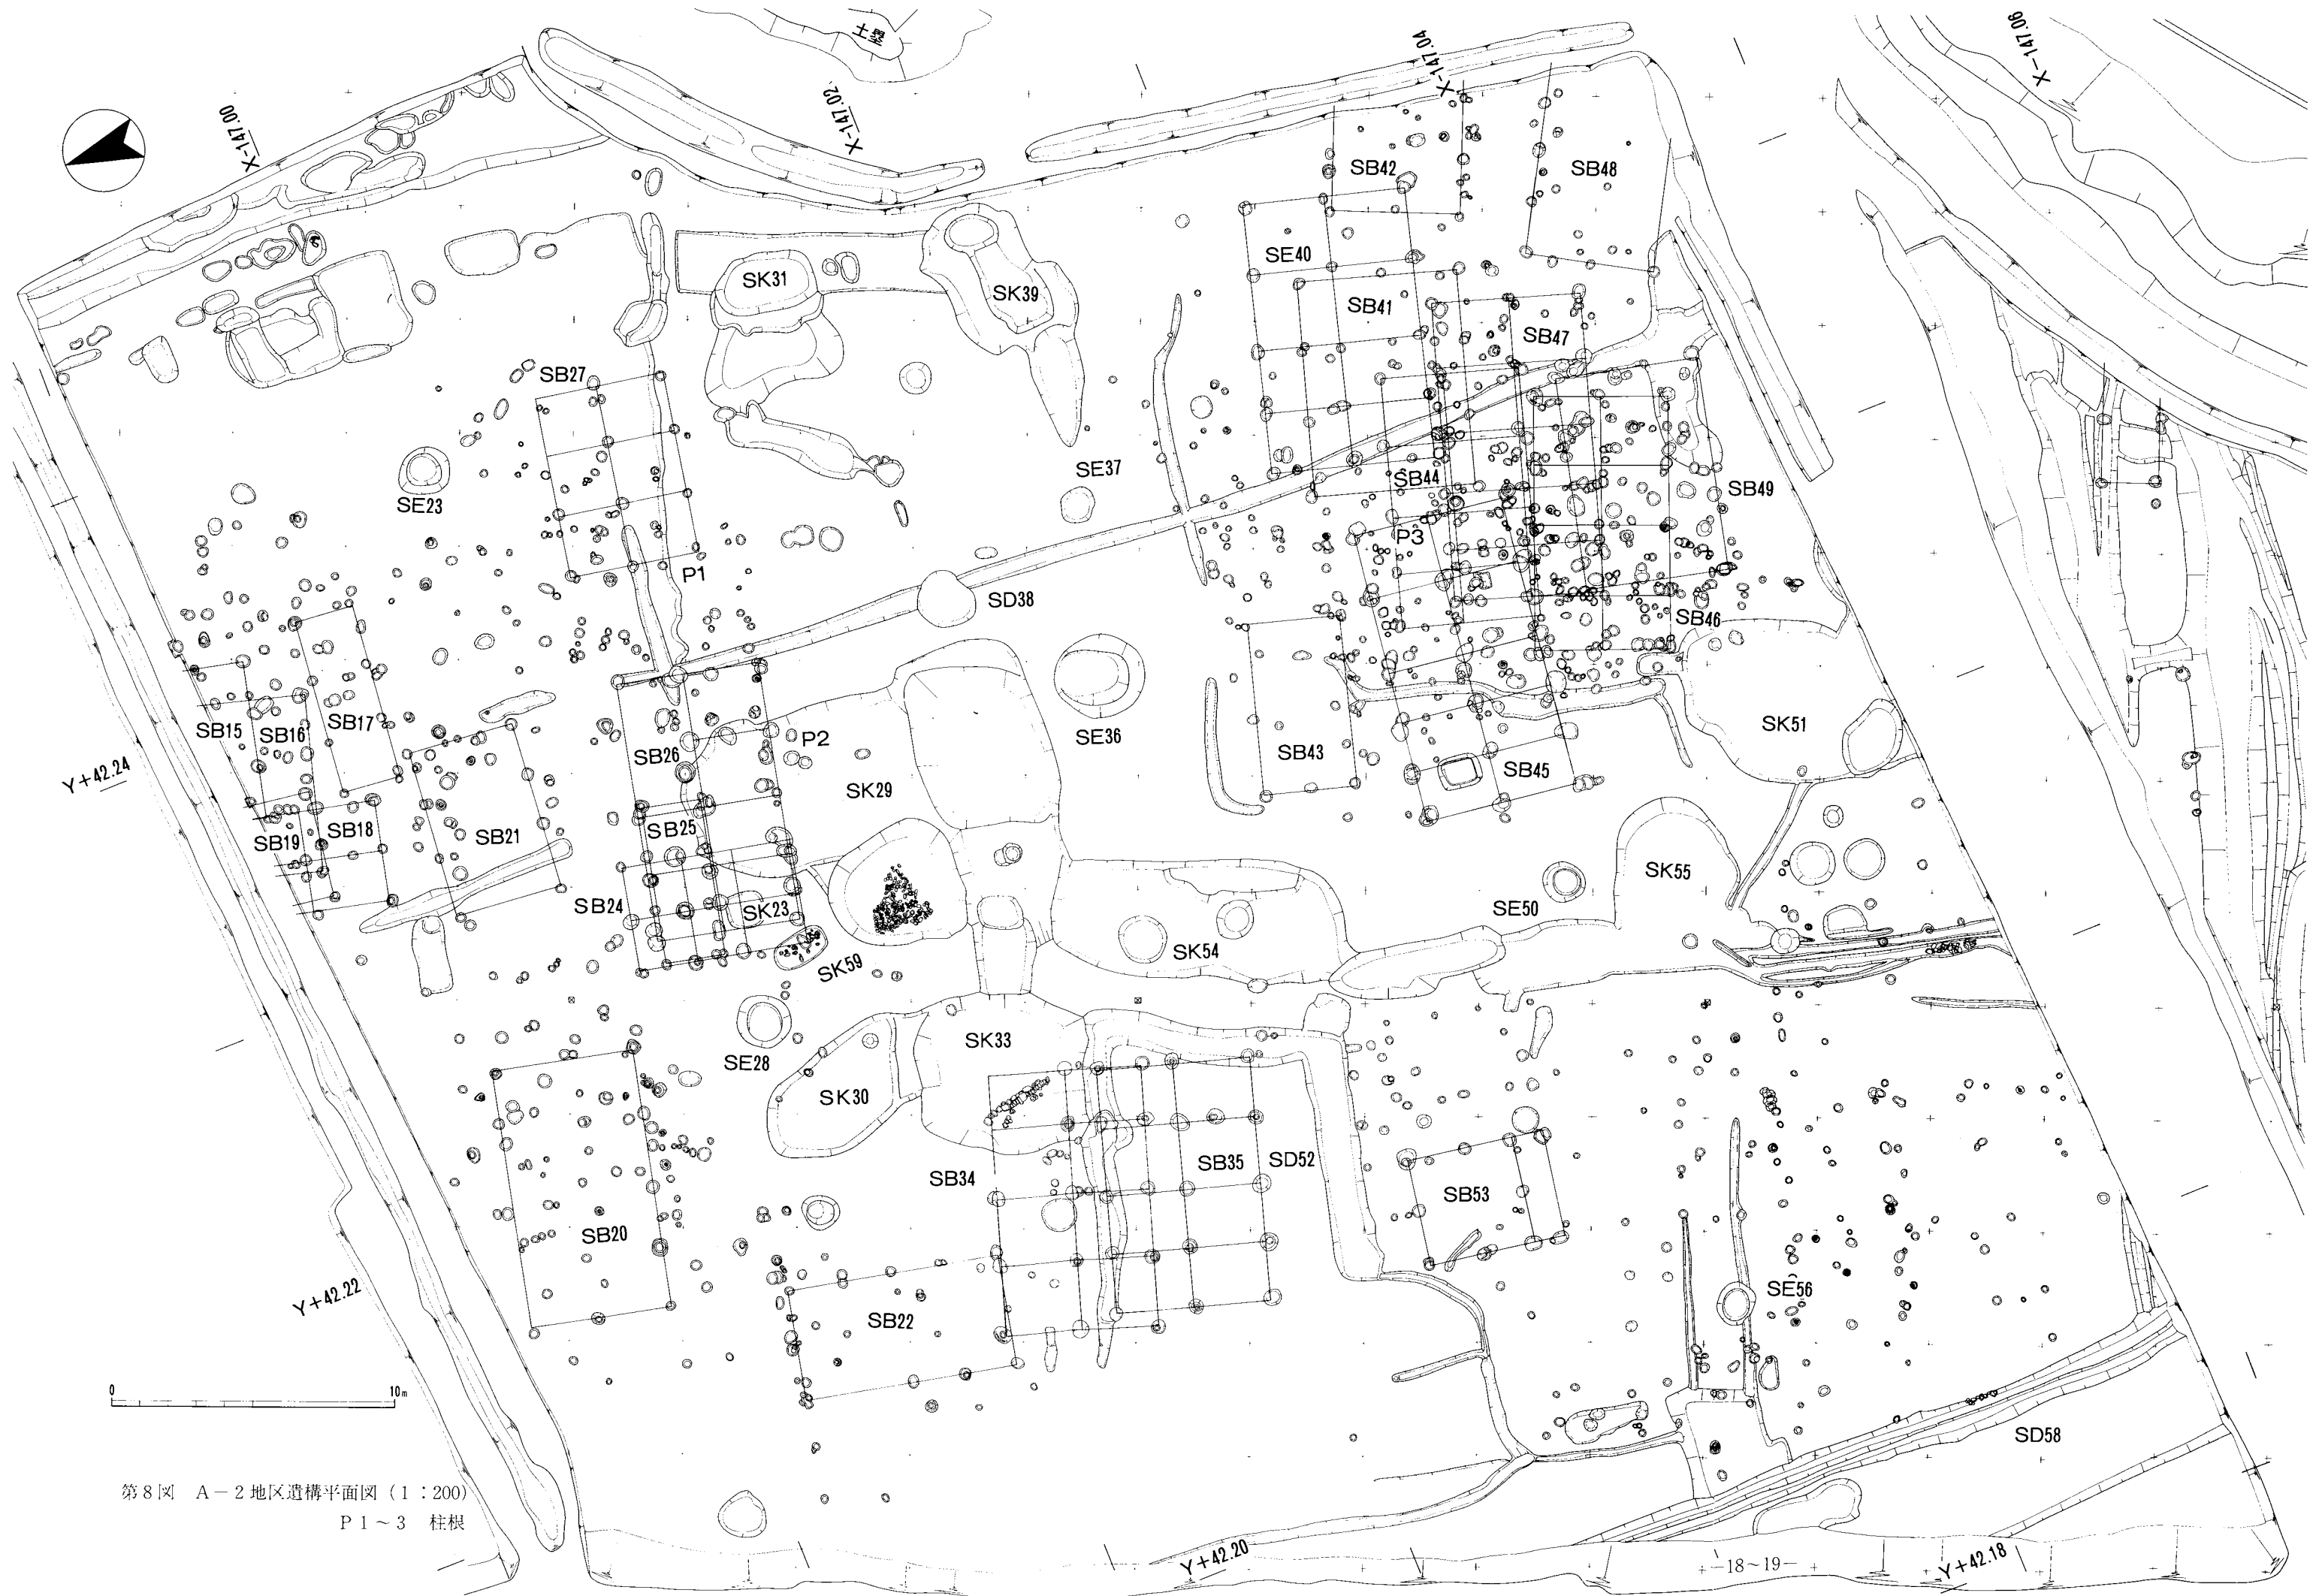 土塁
X-147.00
X-147.02
X-147.04
X-147.06
SB42
SB48
SE40
SK31
SK39
SB41
SB47
SB27
SE37
SB44
SB49
SE23
P3
P1
SD38
SB46
SB15
SB16
SB17
SB26
P2
SE36
SK51
SB43
SB45
Y+42.24
SK29
SB19
SB18
SB21
SB25
SK55
SB24
SK23
SE50
SK54
SK59
SE28
SK33
SK30
SB34
SB35
SD52
SB53
SB20
SE56
Y+42.22
SB22
0 10m
SD58
第8図 A-2地区遺構平面図(1:200)
P1~3 柱根
Y+42.20
-18~19-
Y+42.18